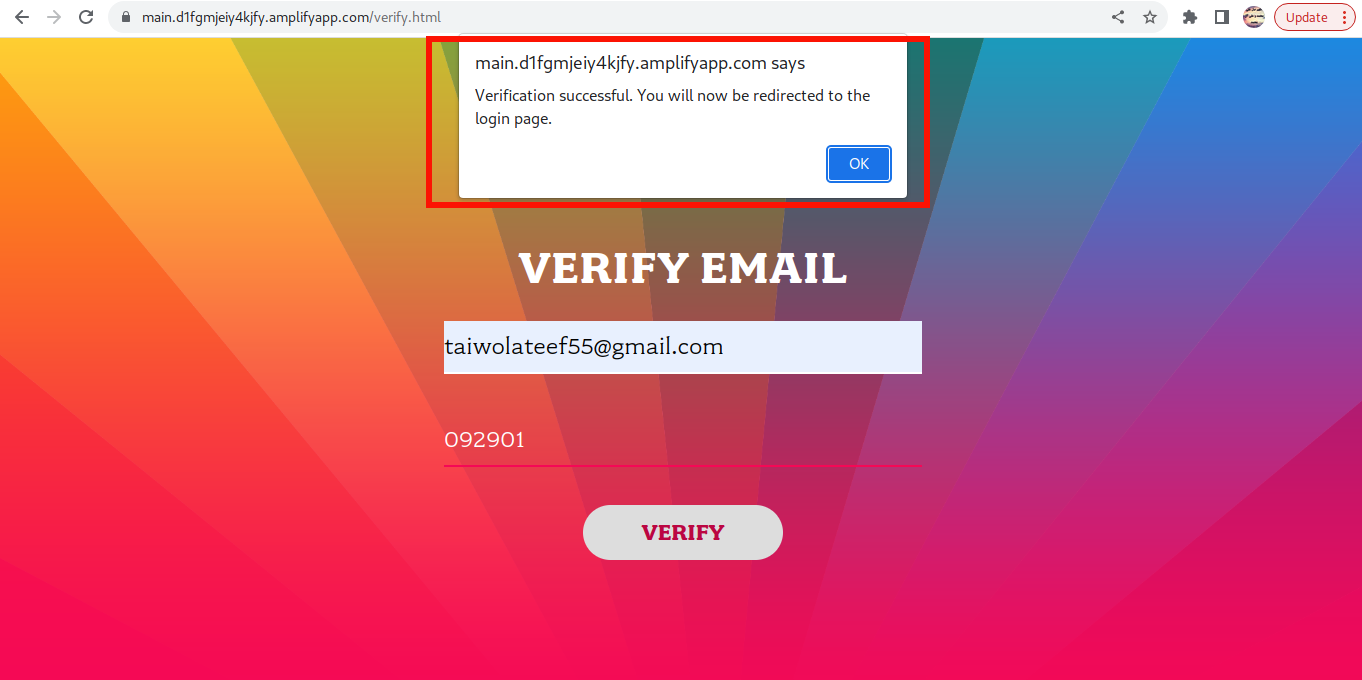 main.d1fgmjeiy4kjfy.amplifyapp.com/verify.html
Update
main.d1fgmjeiy4kjfy.amplifyapp.com says
Verification successful. You will now be redirected to the
login page.
OK
VERIFY EMAIL
taiwolateef55@gmail.com
092901
VERIFY